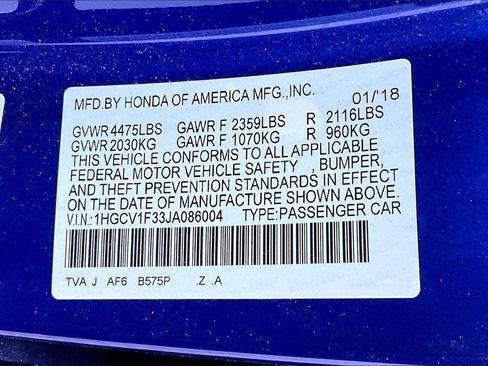 MFD.BY HONDA OF AMERICA MFG.,INC. 01/'18
GVWR 4475LBS GAWR F 2359LBS R 2116LBS
GVWR 2030KG GAWR F 1070KG R 960KG
THIS VEHICLE CONFORMS TO ALL APPLICABLE
FEDERAL MOTOR VEHICLE SAFETY , BUMPER,
AND THEFT PREVENTION STANDARDS IN EFFECT
ON THE DATE OF MANUFACTURE SHOWN ABOVE.
V.I.N.: 1HGCV1F33JA086004 TYPE:PASSENGER CAR
TVA J AF6 B575P .Z .A